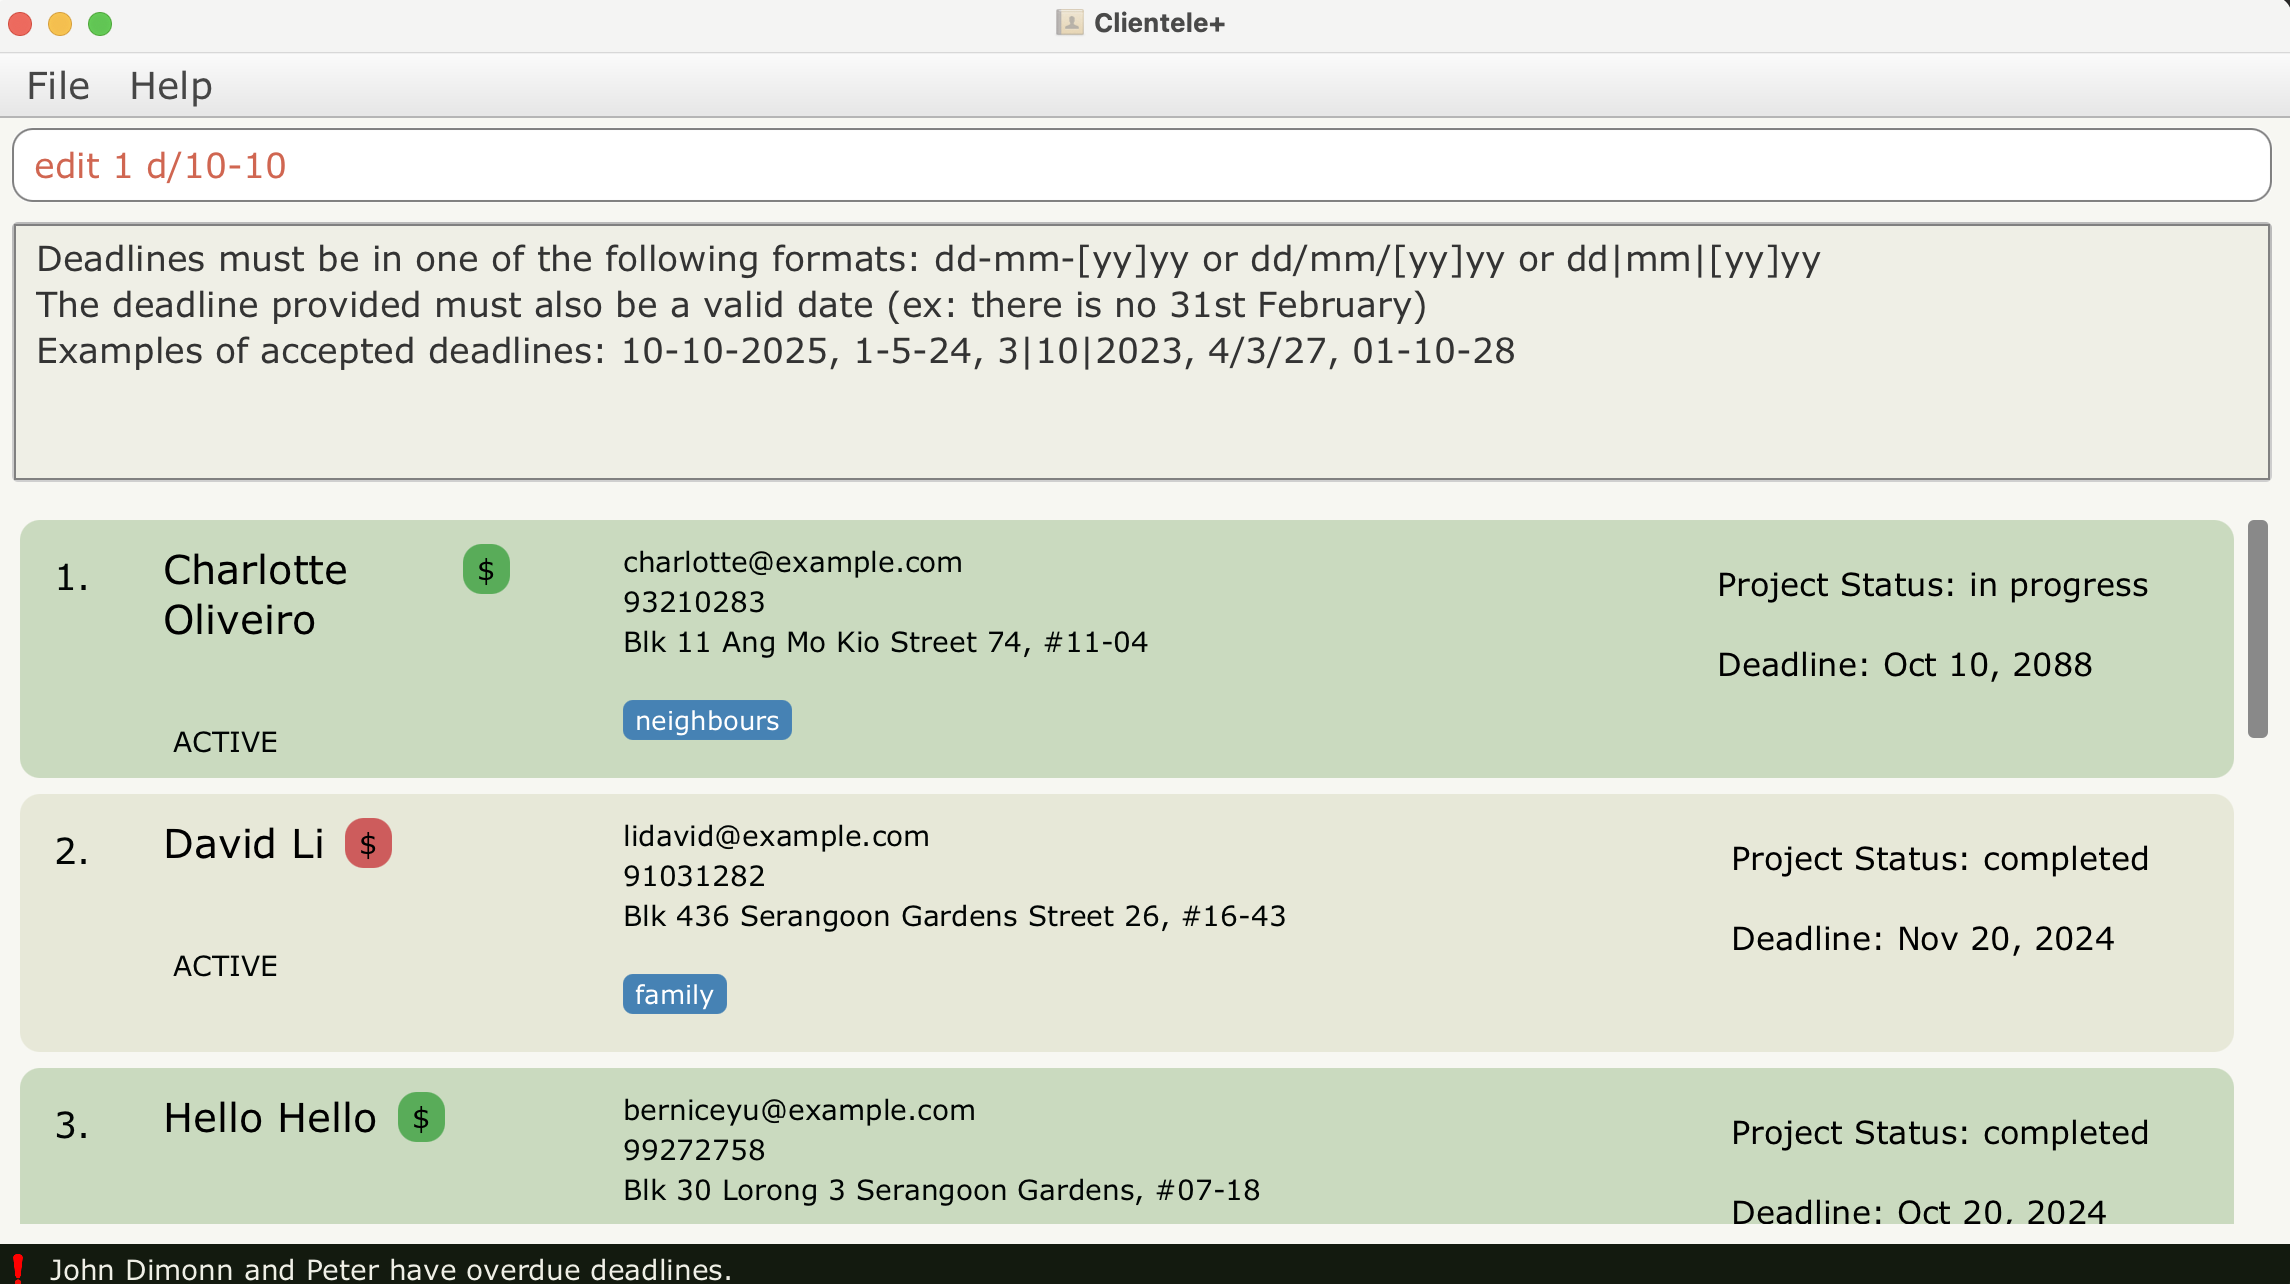 Clientele+
File Help
edit 1 d/10-10
Deadlines must be in one of the following formats: dd-mm-[yy]yy or dd/mm/[yy]yy or dd|mm|[yy]yy
The deadline provided must also be a valid date (ex: there is no 31st February)
Examples of accepted deadlines: 10-10-2025, 1-5-24, 3|10|2023, 4/3/27, 01-10-28
1.
Charlotte
Oliveiro
$
ACTIVE
charlotte@example.com
93210283
Blk 11 Ang Mo Kio Street 74, #11-04
neighbours
Project Status: in progress
Deadline: Oct 10, 2088
2.
David Li
$
ACTIVE
lidavid@example.com
91031282
Blk 436 Serangoon Gardens Street 26, #16-43
family
Project Status: completed
Deadline: Nov 20, 2024
3.
Hello Hello
$
berniceyu@example.com
99272758
Blk 30 Lorong 3 Serangoon Gardens, #07-18
Project Status: completed
Deadline: Oct 20, 2024
! John Dimonn and Peter have overdue deadlines.